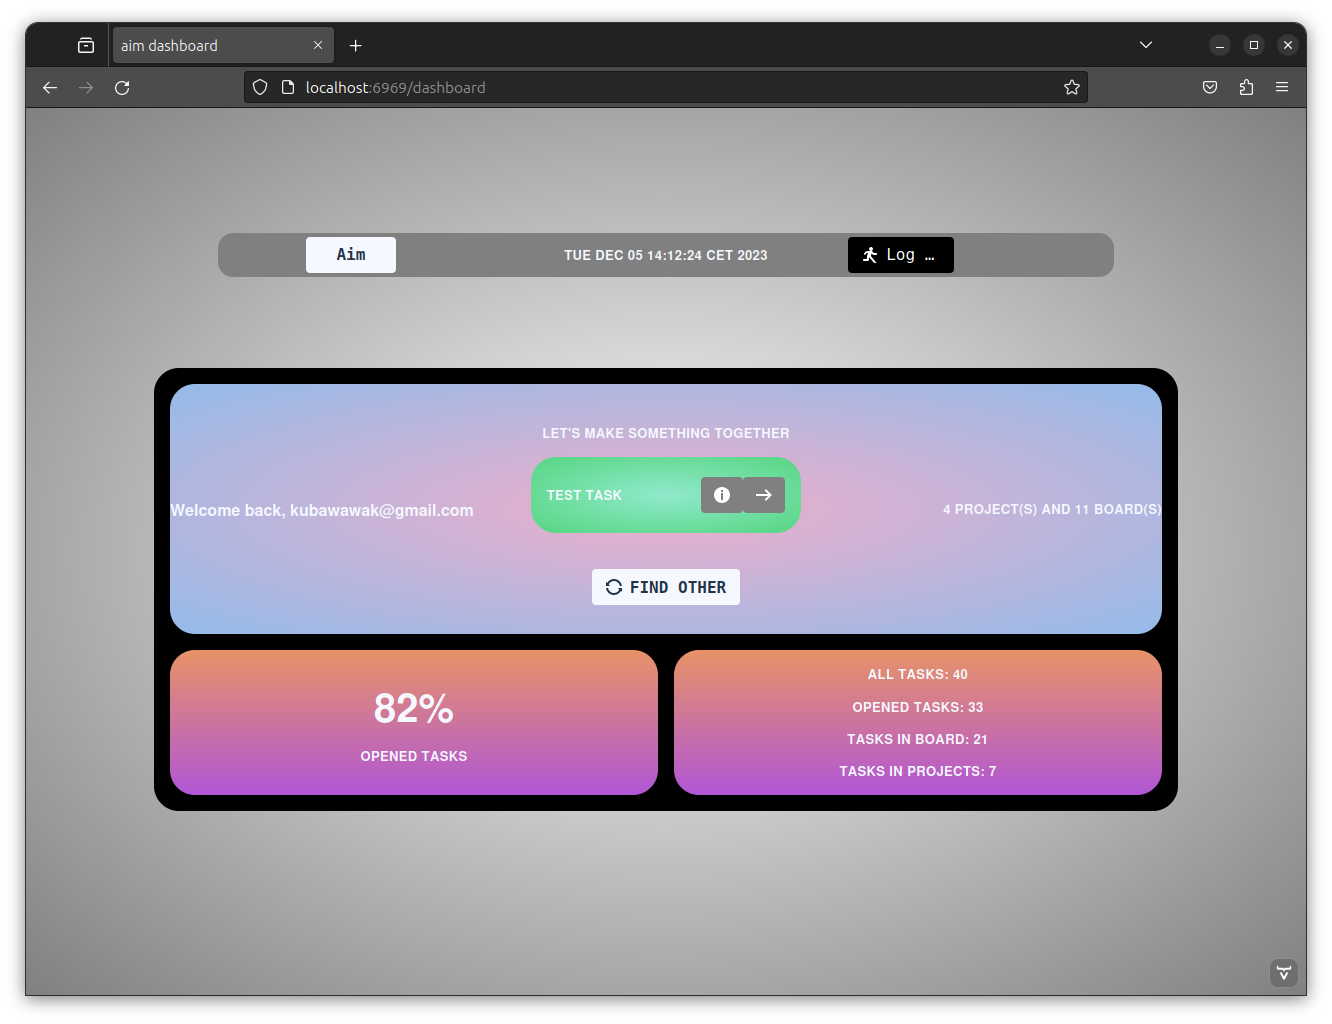 aim dashboard
localhost:6969/dashboard
Aim
TUE DEC 05 14:12:24 CET 2023
Log …
LET'S MAKE SOMETHING TOGETHER
TEST TASK
Welcome back, kubawawak@gmail.com
4 PROJECT(S) AND 11 BOARD(S)
FIND OTHER
82%
OPENED TASKS
ALL TASKS: 40
OPENED TASKS: 33
TASKS IN BOARD: 21
TASKS IN PROJECTS: 7